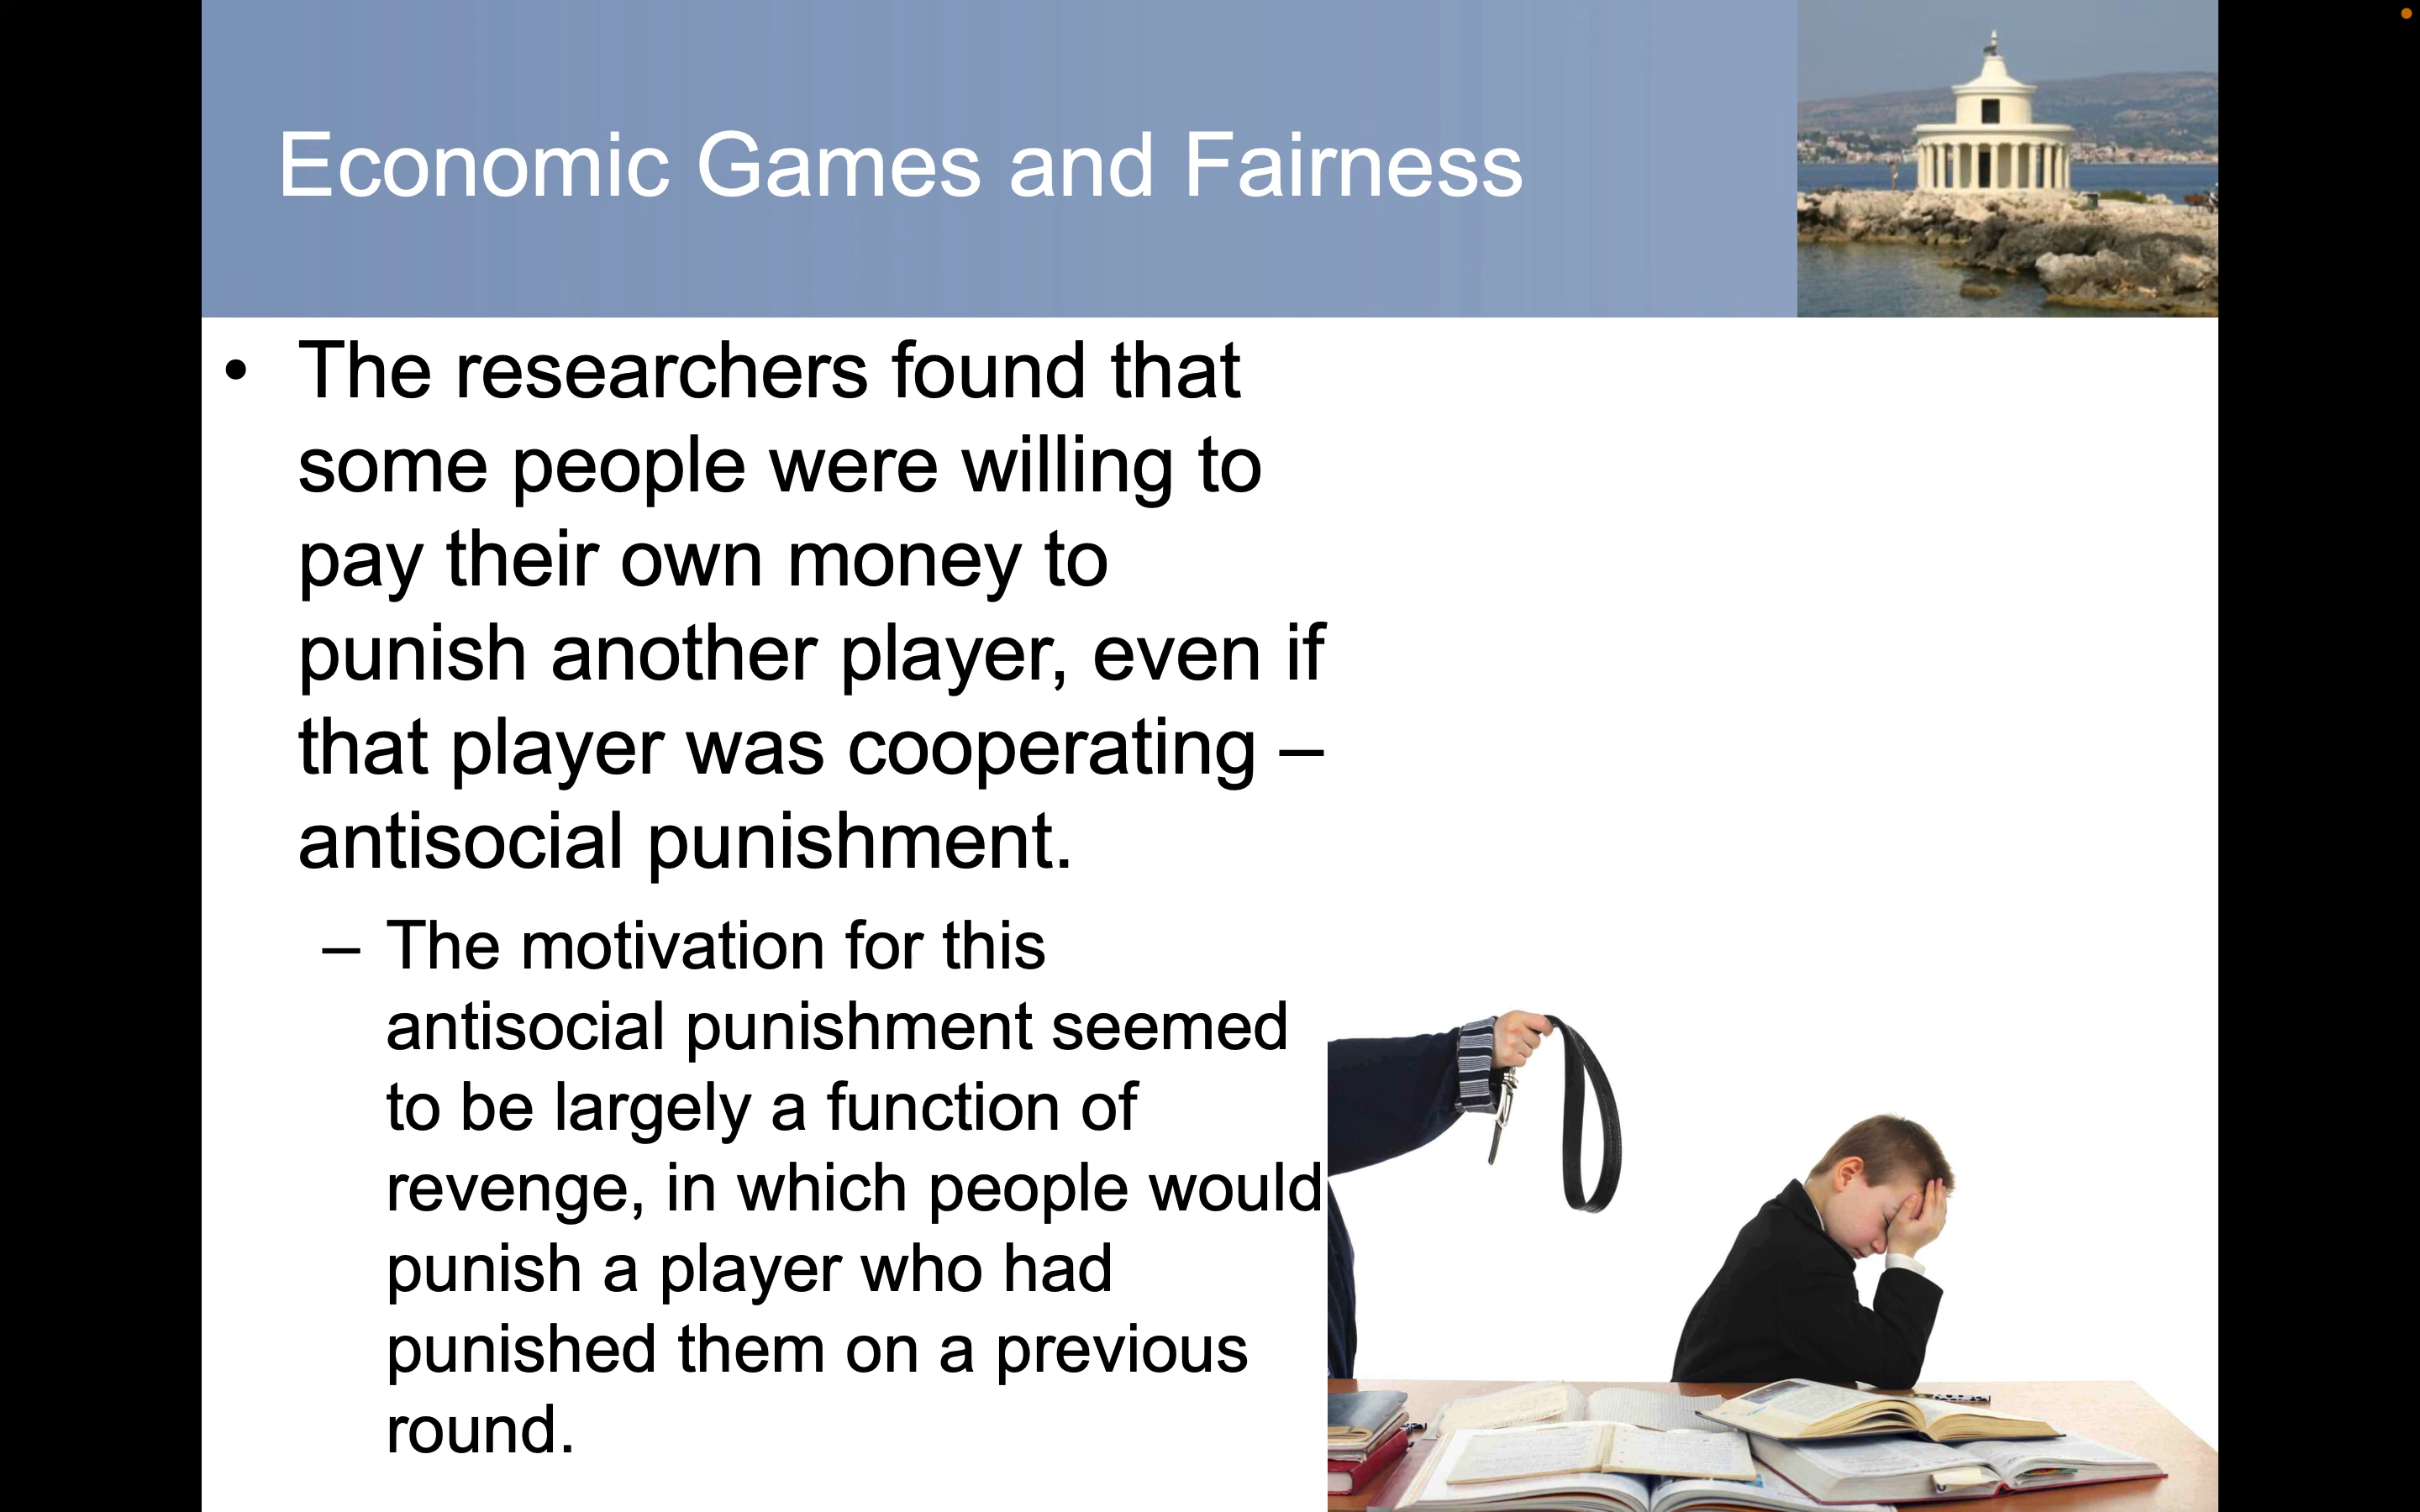 Economic Games and Fairness
• The researchers found that
some people were willing to
pay their own money to
punish another player, even if
that player was cooperating –
antisocial punishment.
– The motivation for this
antisocial punishment seemed
to be largely a function of
revenge, in which people would
punish a player who had
punished them on a previous
round.